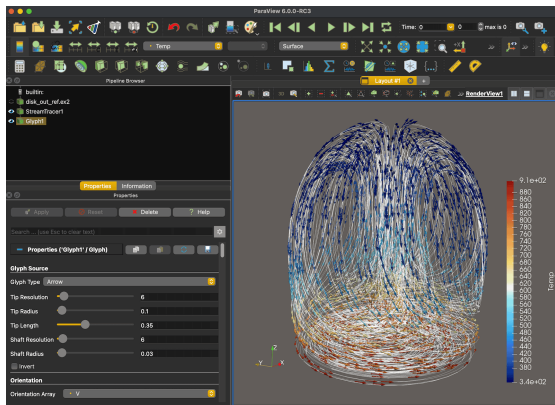 ParaView 6.0.0-RC3
Time: 0
0
max is 0
Temp
Surface
Pipeline Browser
builtin:
disk_out_ref.ex2
StreamTracer1
Glyph1
Properties
Information
Properties
Apply
Reset
Delete
? Help
Search ... (use Esc to clear text)
Properties ('Glyph1' / Glyph)
Glyph Source
Glyph Type
Arrow
Tip Resolution
6
Tip Radius
0.1
Tip Length
0.35
Shaft Resolution
6
Shaft Radius
0.03
Invert
Orientation
Orientation Array
V
Layout #1
+
3D
RenderView1
9.1e+02
880
860
840
820
800
780
760
740
720
700
680
660
640
620
600
580
560
540
520
500
480
460
440
420
400
380
3.4e+02
Temp
Z
Y
X